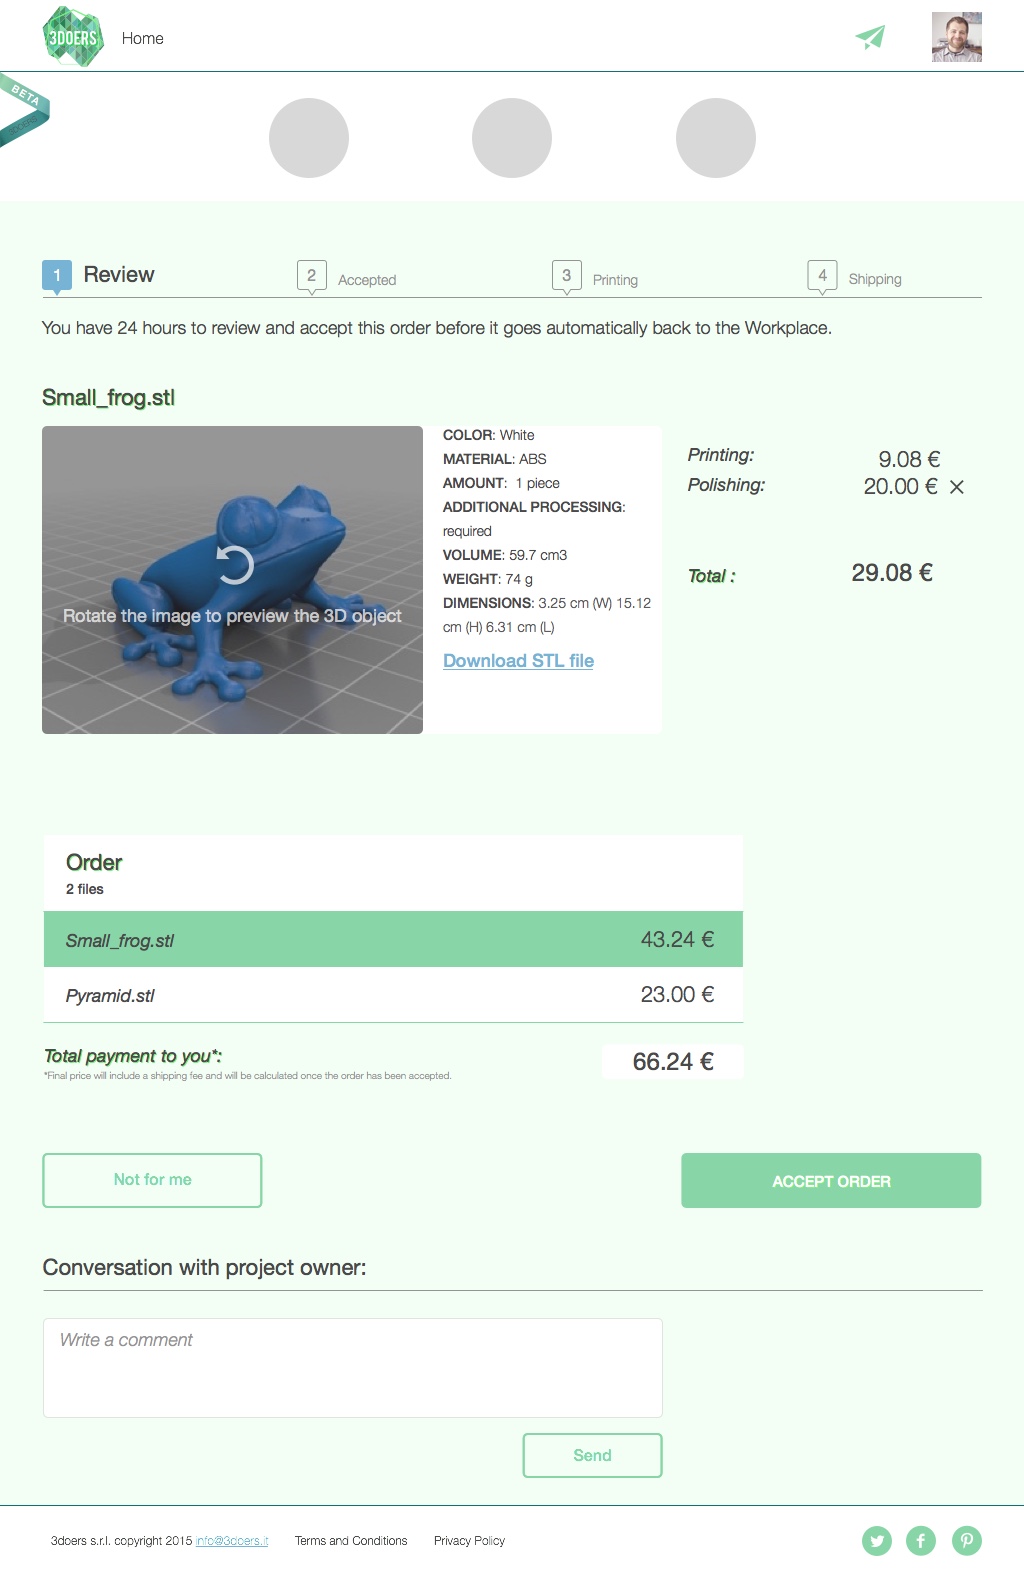 3DOERS
Home
BETA
3DOERS
1
Review
2
Accepted
3
Printing
4
Shipping
You have 24 hours to review and accept this order before it goes automatically back to the Workplace.
Small_frog.stl
Rotate the image to preview the 3D object
COLOR: White
MATERIAL: ABS
AMOUNT: 1 piece
ADDITIONAL PROCESSING:
required
VOLUME: 59.7 cm3
WEIGHT: 74 g
DIMENSIONS: 3.25 cm (W) 15.12
cm (H) 6.31 cm (L)
Download STL file
Printing: 9.08 €
Polishing: 20.00 €
Total : 29.08 €
Order
2 files
Small_frog.stl 43.24 €
Pyramid.stl 23.00 €
Total payment to you*: 66.24 €
*Final price will include a shipping fee and will be calculated once the order has been accepted.
Not for me
ACCEPT ORDER
Conversation with project owner:
Write a comment
Send
3doers s.r.l. copyright 2015 info@3doers.it Terms and Conditions Privacy Policy